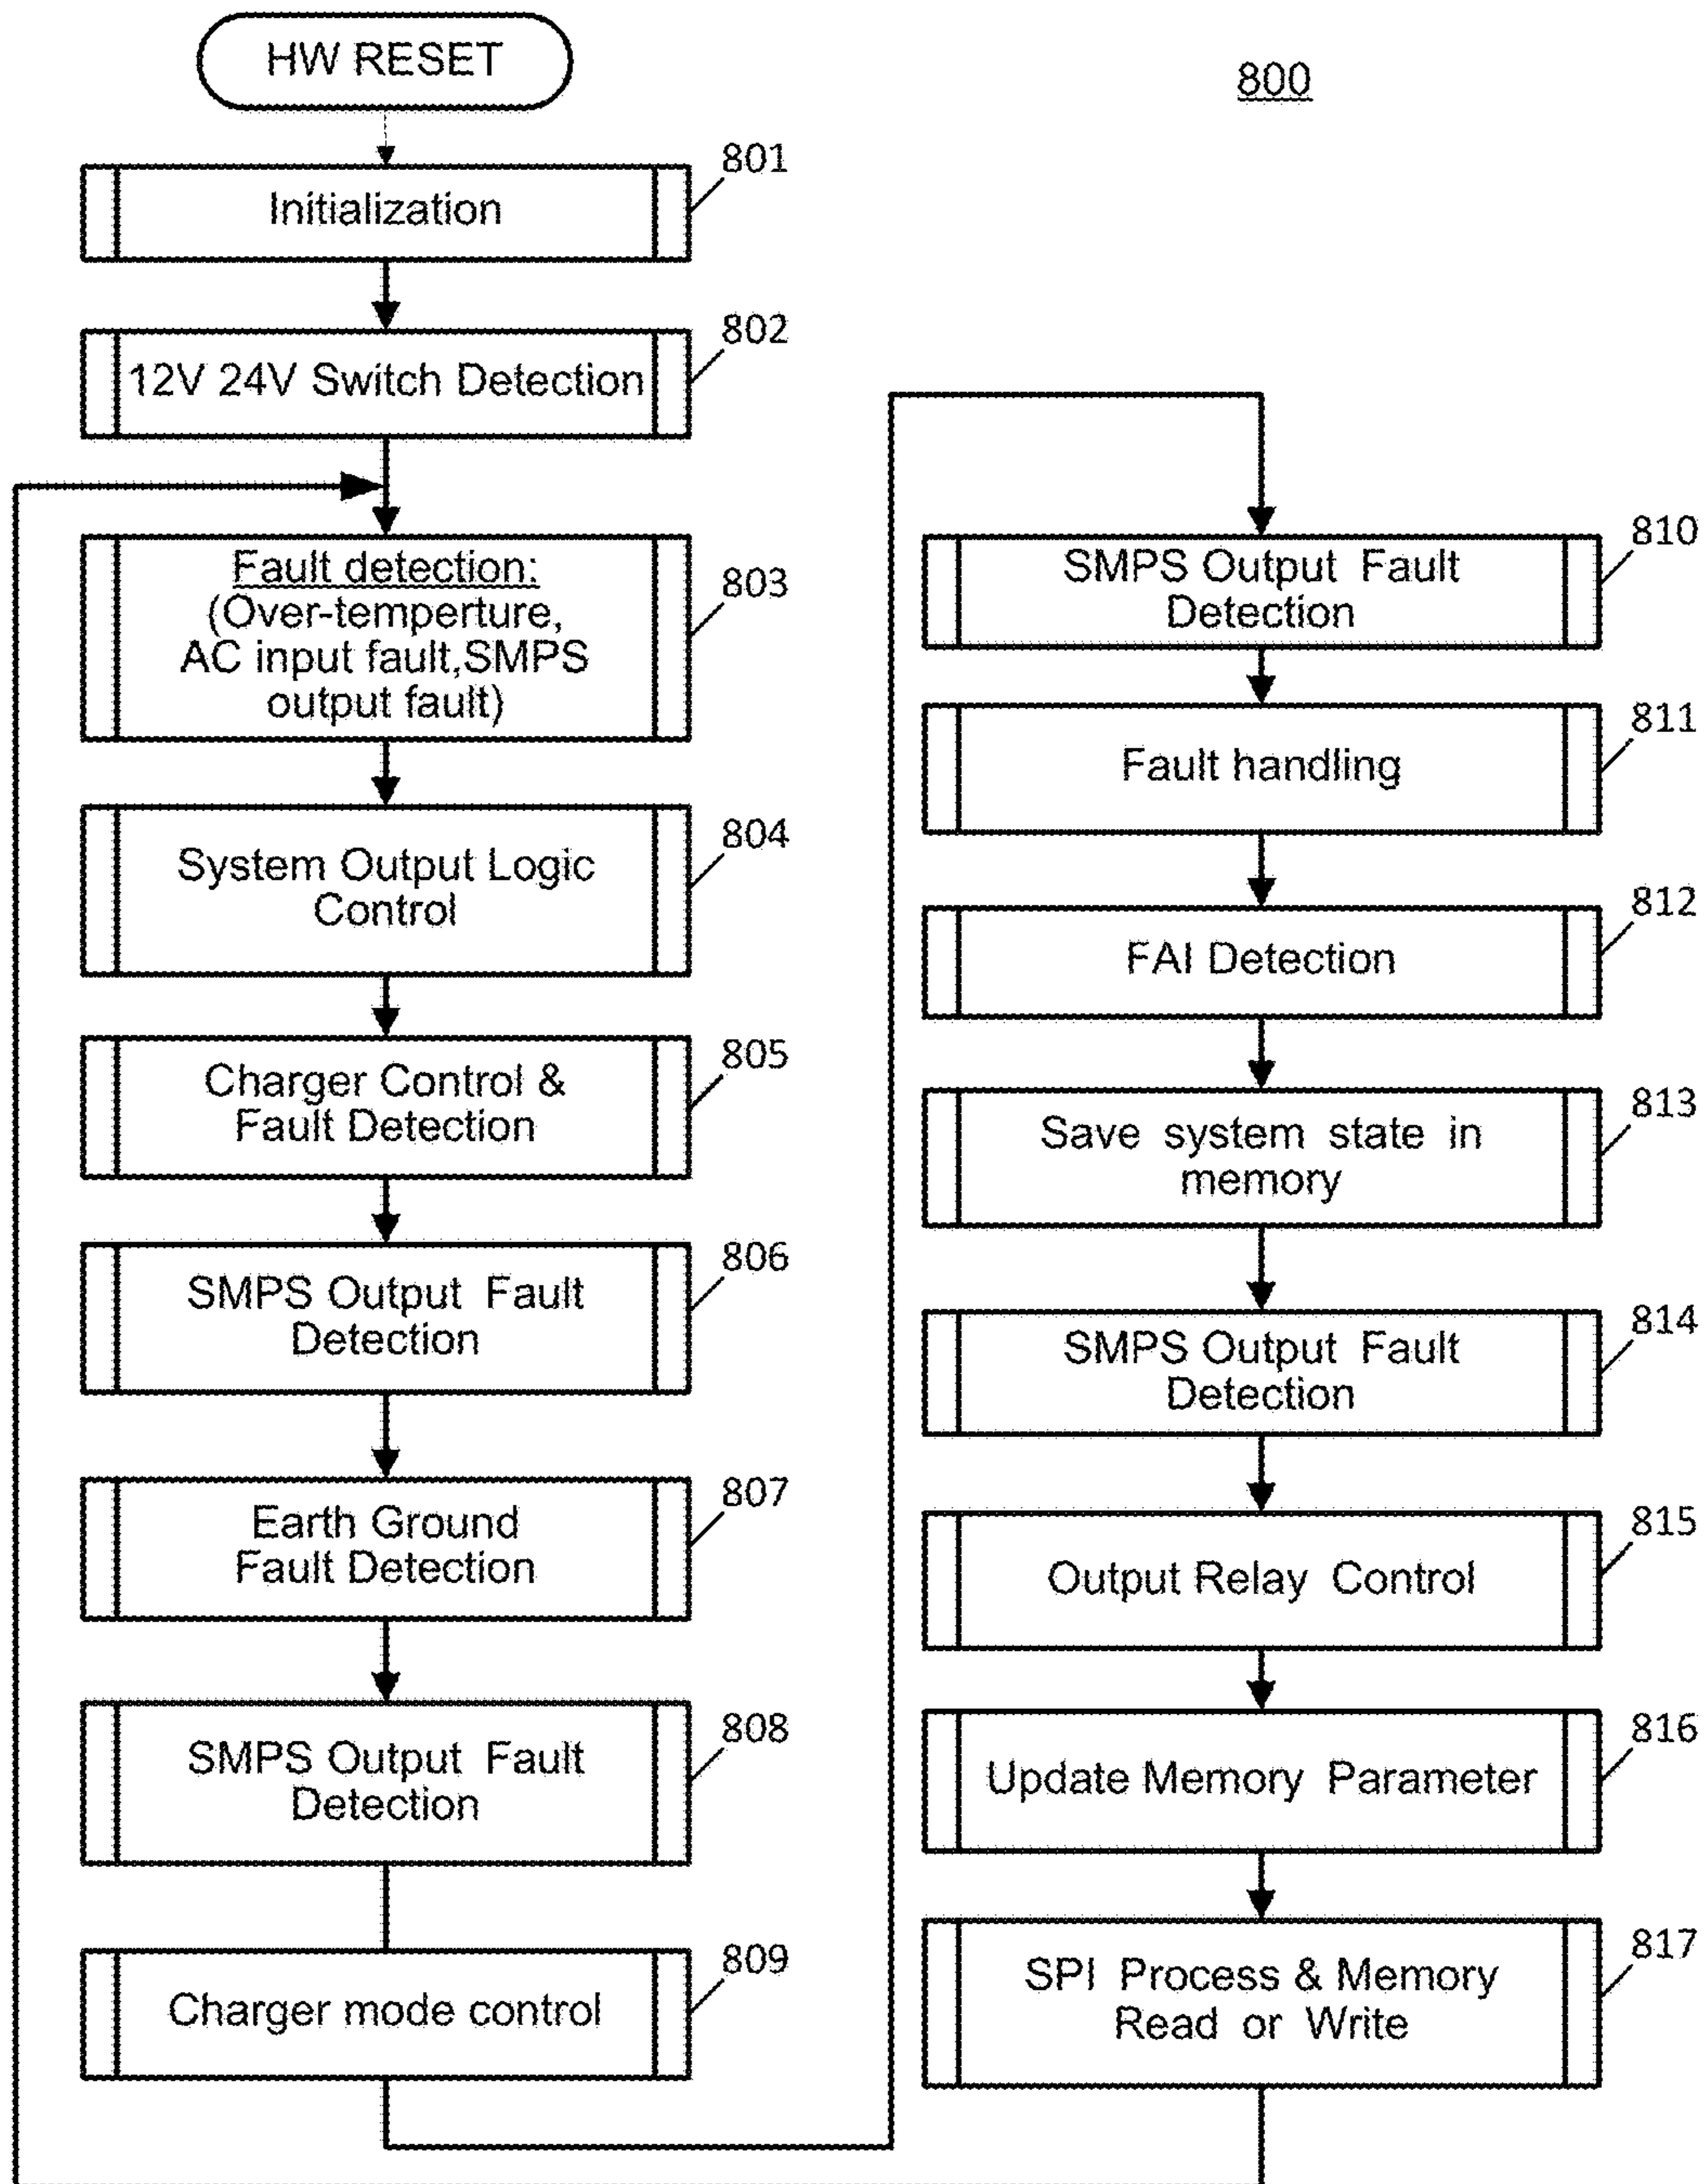 HW RESET
800
801
Initialization
802
12V 24V Switch Detection
803
Fault detection:
(Over-temperture,
AC input fault,SMPS
output fault)
804
System Output Logic
Control
805
Charger Control &
Fault Detection
806
SMPS Output Fault
Detection
807
Earth Ground
Fault Detection
808
SMPS Output Fault
Detection
809
Charger mode control
810
SMPS Output Fault
Detection
811
Fault handling
812
FAI Detection
813
Save system state in
memory
814
SMPS Output Fault
Detection
815
Output Relay Control
816
Update Memory Parameter
817
SPI Process & Memory
Read or Write